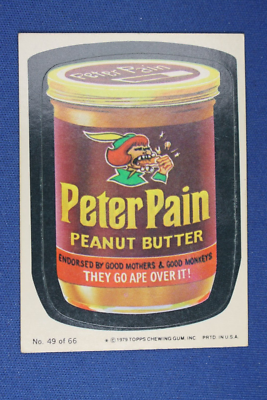 Peter Pain
Peter Pain
PEANUT BUTTER
ENDORSED BY GOOD MOTHERS & GOOD MONKEYS
THEY GO APE OVER IT!
No. 49 of 66
★ © 1979 TOPPS CHEWING GUM, INC. PRTD. IN U.S.A.